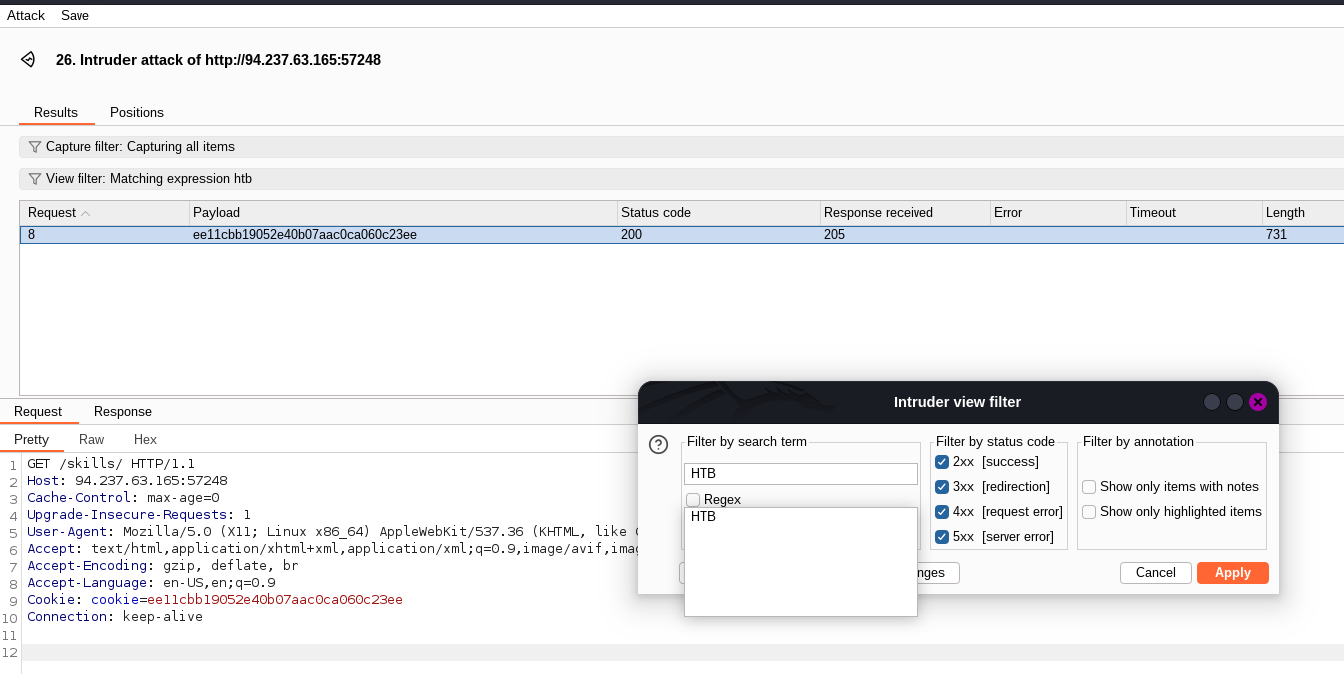 Attack Save
26. Intruder attack of http://94.237.63.165:57248
Results Positions
Capture filter: Capturing all items
View filter: Matching expression htb
Request Payload Status code Response received Error Timeout Length
8 ee11cbb19052e40b07aac0ca060c23ee 200 205 731
Request Response
Pretty Raw Hex
1 GET /skills/ HTTP/1.1
2 Host: 94.237.63.165:57248
3 Cache-Control: max-age=0
4 Upgrade-Insecure-Requests: 1
5 User-Agent: Mozilla/5.0 (X11; Linux x86_64) AppleWebKit/537.36 (KHTML, like
6 Accept: text/html,application/xhtml+xml,application/xml;q=0.9,image/avif,imag
7 Accept-Encoding: gzip, deflate, br
8 Accept-Language: en-US,en;q=0.9
9 Cookie: cookie=ee11cbb19052e40b07aac0ca060c23ee
10 Connection: keep-alive
11
12
Intruder view filter
Filter by search term
HTB
Regex
HTB
Filter by status code
2xx [success]
3xx [redirection]
4xx [request error]
5xx [server error]
Filter by annotation
Show only items with notes
Show only highlighted items
nges
Cancel Apply